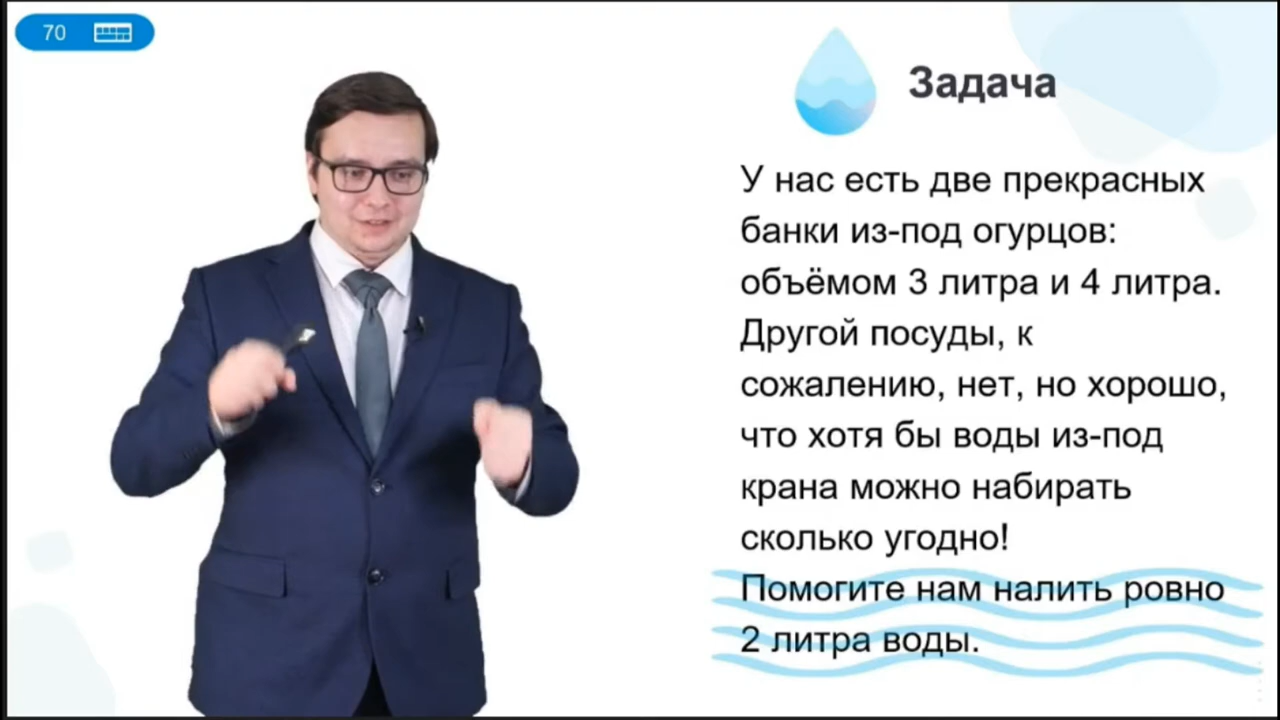 70
Задача
У нас есть две прекрасных
банки из-под огурцов:
объёмом 3 литра и 4 литра.
Другой посуды, к
сожалению, нет, но хорошо,
что хотя бы воды из-под
крана можно набирать
сколько угодно!
Помогите нам налить ровно
2 литра воды.